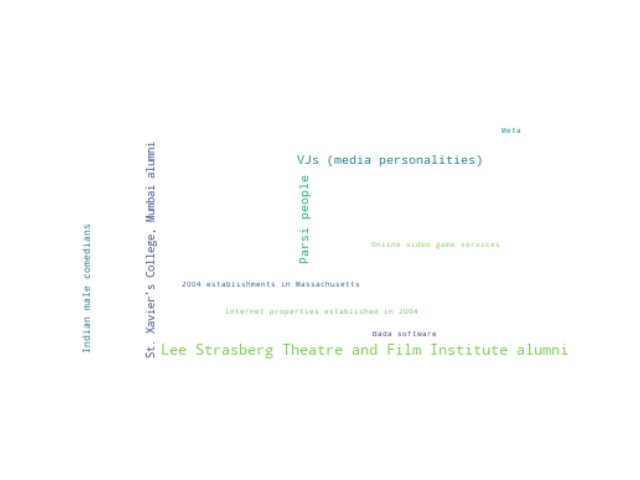 Meta
VJs (media personalities)
Parsi people
St. Xavier's College, Mumbai alumni
Indian male comedians
Online video game services
2004 establishments in Massachusetts
Internet properties established in 2004
Bada software
Lee Strasberg Theatre and Film Institute alumni